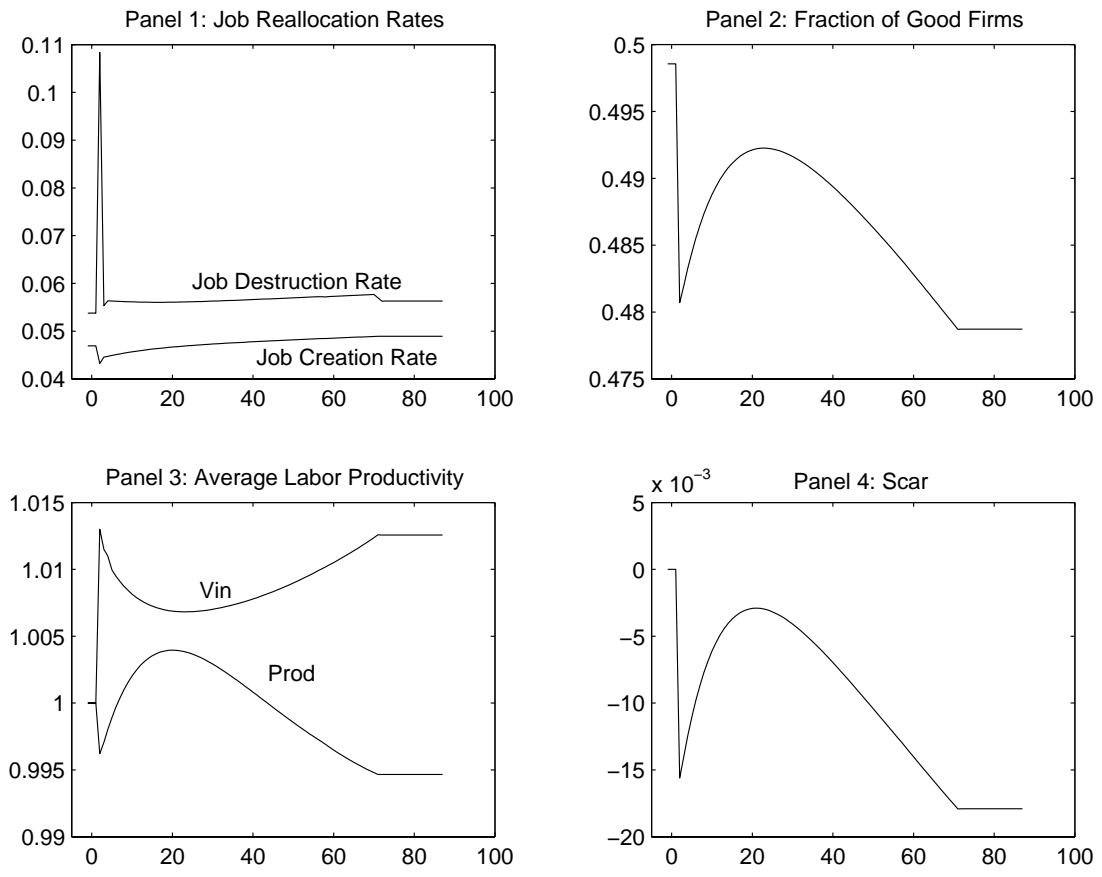 Panel 1: Job Reallocation Rates
0.11
0.1
0.09
0.08
0.07
0.06
0.05
0.04
Job Destruction Rate
Job Creation Rate
0 20 40 60 80 100
Panel 2: Fraction of Good Firms
0.5
0.495
0.49
0.485
0.48
0.475
0 20 40 60 80 100
Panel 3: Average Labor Productivity
1.015
1.01
1.005
1
0.995
0.99
Vin
Prod
0 20 40 60 80 100
Panel 4: Scar
x 10−3
5
0
−5
−10
−15
−20
0 20 40 60 80 100